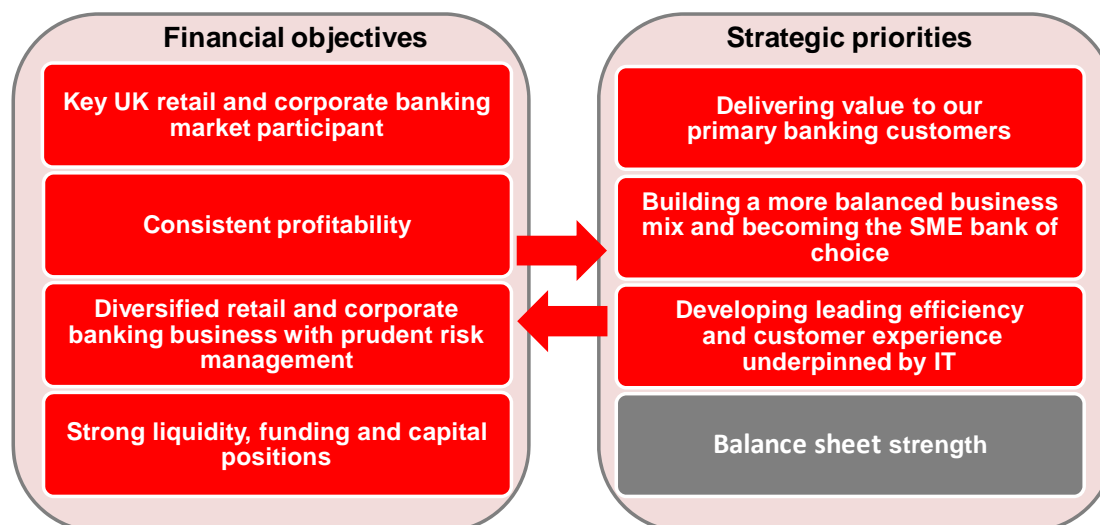 Financial objectives
Key UK retail and corporate banking
market participant
Consistent profitability
Diversified retail and corporate
banking business with prudent risk
management
Strong liquidity, funding and capital
positions
Strategic priorities
Delivering value to our
primary banking customers
Building a more balanced business
mix and becoming the SME bank of
choice
Developing leading efficiency
and customer experience
underpinned by IT
Balance sheet strength